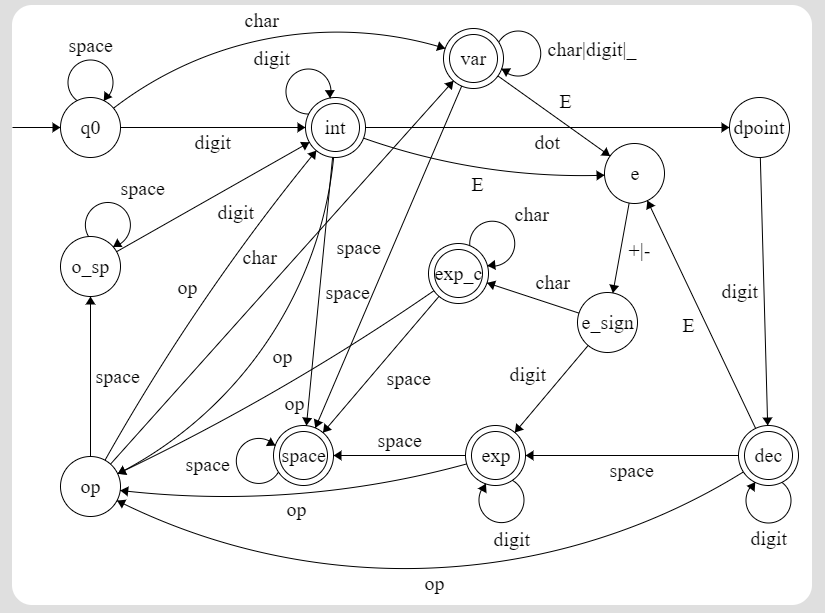 char
space
var
char|digit|_
digit
E
q0
int
dpoint
digit
dot
e
E
space
digit
char
o_sp
space
+|-
char
exp_c
char
digit
op
space
e_sign
E
op
space
digit
space
op
space
space
space
exp
space
dec
op
op
digit
digit
op